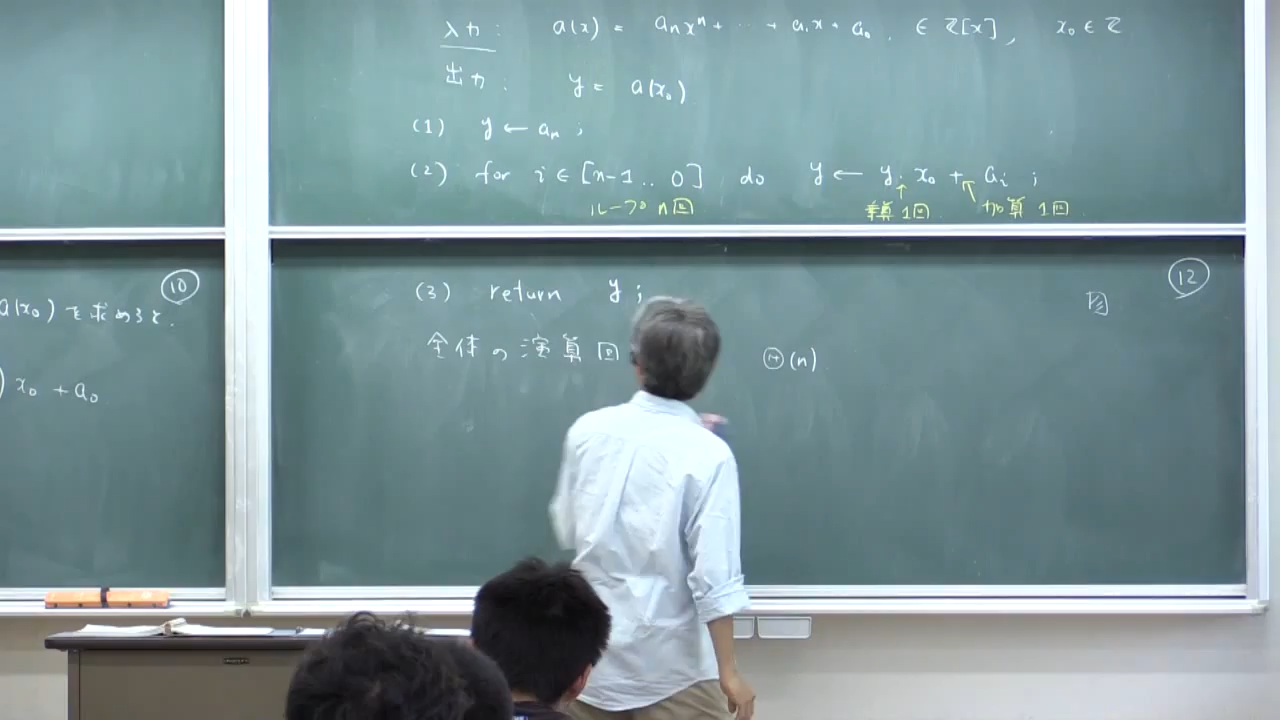 入力: a(x) = aₙxⁿ + … + a₁x + a₀, ∈ ℤ[x], x₀ ∈ ℤ
出力: y = a(x₀)
(1) y ← aₙ ;
(2) for i ∈ [n-1 .. 0] do y ← y · x₀ + aᵢ ;
ループ n回 乗算 1回 加算 1回
a(x₀)を求めると.
) x₀ + a₀
10
(3) return y ;
全体の演算回 Θ(n)
12